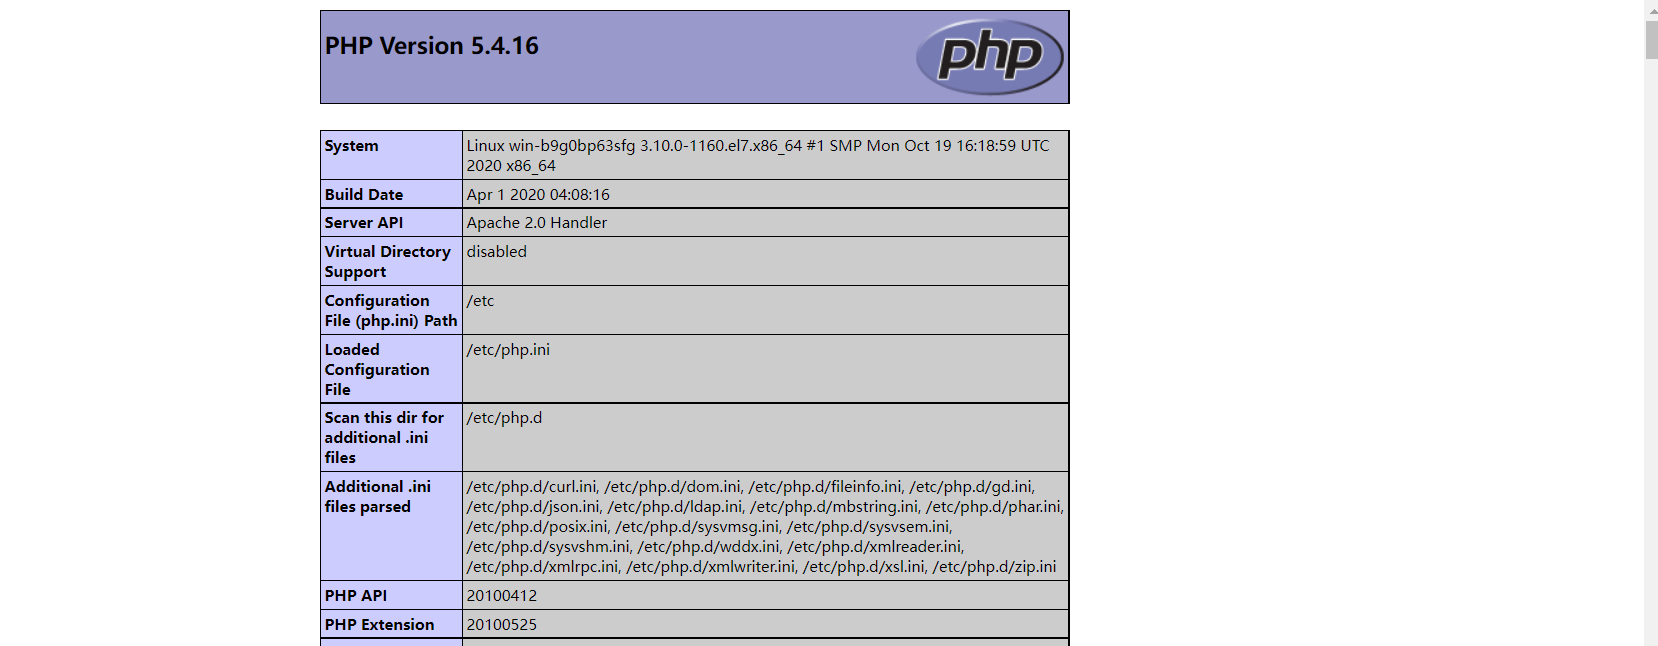 PHP Version 5.4.16
php
System
Linux win-b9g0bp63sfg 3.10.0-1160.el7.x86_64 #1 SMP Mon Oct 19 16:18:59 UTC
2020 x86_64
Build Date
Apr 1 2020 04:08:16
Server API
Apache 2.0 Handler
Virtual Directory
Support
disabled
Configuration
File (php.ini) Path
/etc
Loaded
Configuration
File
/etc/php.ini
Scan this dir for
additional .ini
files
/etc/php.d
Additional .ini
files parsed
/etc/php.d/curl.ini, /etc/php.d/dom.ini, /etc/php.d/fileinfo.ini, /etc/php.d/gd.ini,
/etc/php.d/json.ini, /etc/php.d/ldap.ini, /etc/php.d/mbstring.ini, /etc/php.d/phar.ini,
/etc/php.d/posix.ini, /etc/php.d/sysvmsg.ini, /etc/php.d/sysvsem.ini,
/etc/php.d/sysvshm.ini, /etc/php.d/wddx.ini, /etc/php.d/xmlreader.ini,
/etc/php.d/xmlrpc.ini, /etc/php.d/xmlwriter.ini, /etc/php.d/xsl.ini, /etc/php.d/zip.ini
PHP API
20100412
PHP Extension
20100525